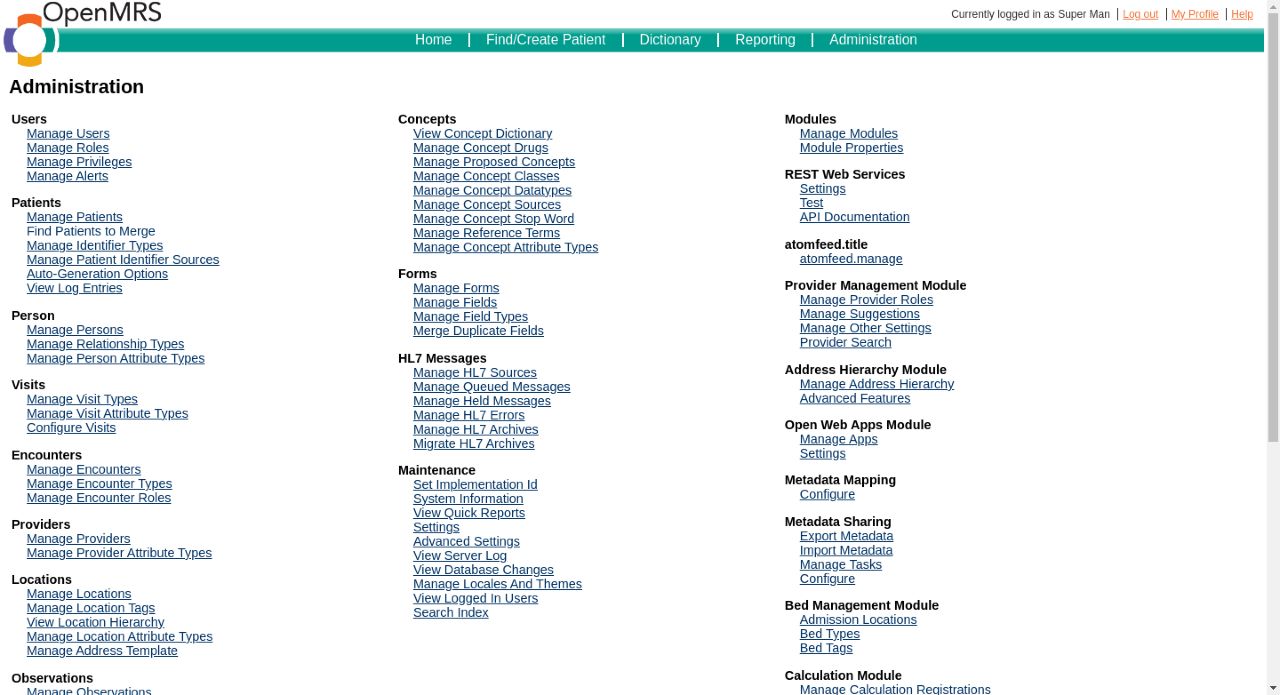 OpenMRS
Currently logged in as Super Man Log out My Profile Help
Home Find/Create Patient Dictionary Reporting Administration
Administration
Users
Manage Users
Manage Roles
Manage Privileges
Manage Alerts
Patients
Manage Patients
Find Patients to Merge
Manage Identifier Types
Manage Patient Identifier Sources
Auto-Generation Options
View Log Entries
Person
Manage Persons
Manage Relationship Types
Manage Person Attribute Types
Visits
Manage Visit Types
Manage Visit Attribute Types
Configure Visits
Encounters
Manage Encounters
Manage Encounter Types
Manage Encounter Roles
Providers
Manage Providers
Manage Provider Attribute Types
Locations
Manage Locations
Manage Location Tags
View Location Hierarchy
Manage Location Attribute Types
Manage Address Template
Observations
Manage Observations
Concepts
View Concept Dictionary
Manage Concept Drugs
Manage Proposed Concepts
Manage Concept Classes
Manage Concept Datatypes
Manage Concept Sources
Manage Concept Stop Word
Manage Reference Terms
Manage Concept Attribute Types
Forms
Manage Forms
Manage Fields
Manage Field Types
Merge Duplicate Fields
HL7 Messages
Manage HL7 Sources
Manage Queued Messages
Manage Held Messages
Manage HL7 Errors
Manage HL7 Archives
Migrate HL7 Archives
Maintenance
Set Implementation Id
System Information
View Quick Reports
Settings
Advanced Settings
View Server Log
View Database Changes
Manage Locales And Themes
View Logged In Users
Search Index
Modules
Manage Modules
Module Properties
REST Web Services
Settings
Test
API Documentation
atomfeed.title
atomfeed.manage
Provider Management Module
Manage Provider Roles
Manage Suggestions
Manage Other Settings
Provider Search
Address Hierarchy Module
Manage Address Hierarchy
Advanced Features
Open Web Apps Module
Manage Apps
Settings
Metadata Mapping
Configure
Metadata Sharing
Export Metadata
Import Metadata
Manage Tasks
Configure
Bed Management Module
Admission Locations
Bed Types
Bed Tags
Calculation Module
Manage Calculation Registrations